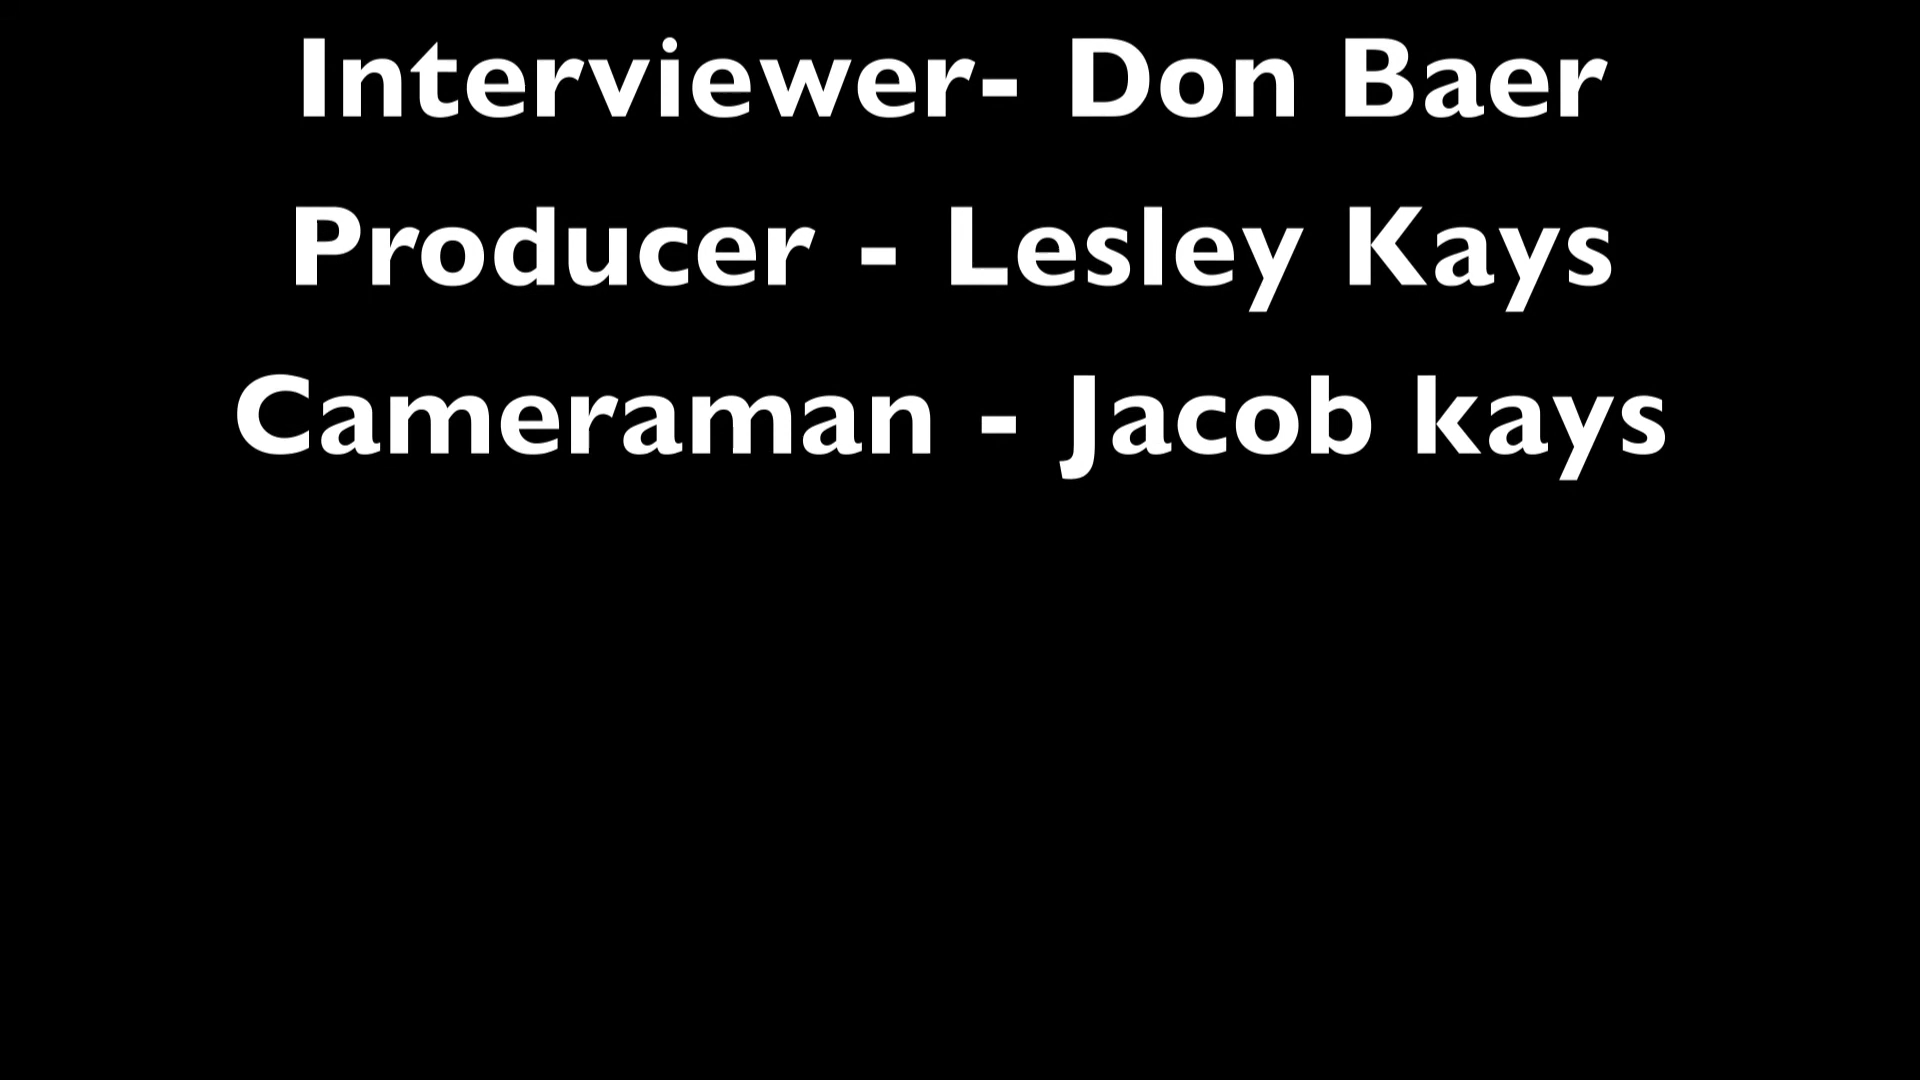 Interviewer- Don Baer
Producer - Lesley Kays
Cameraman - Jacob kays